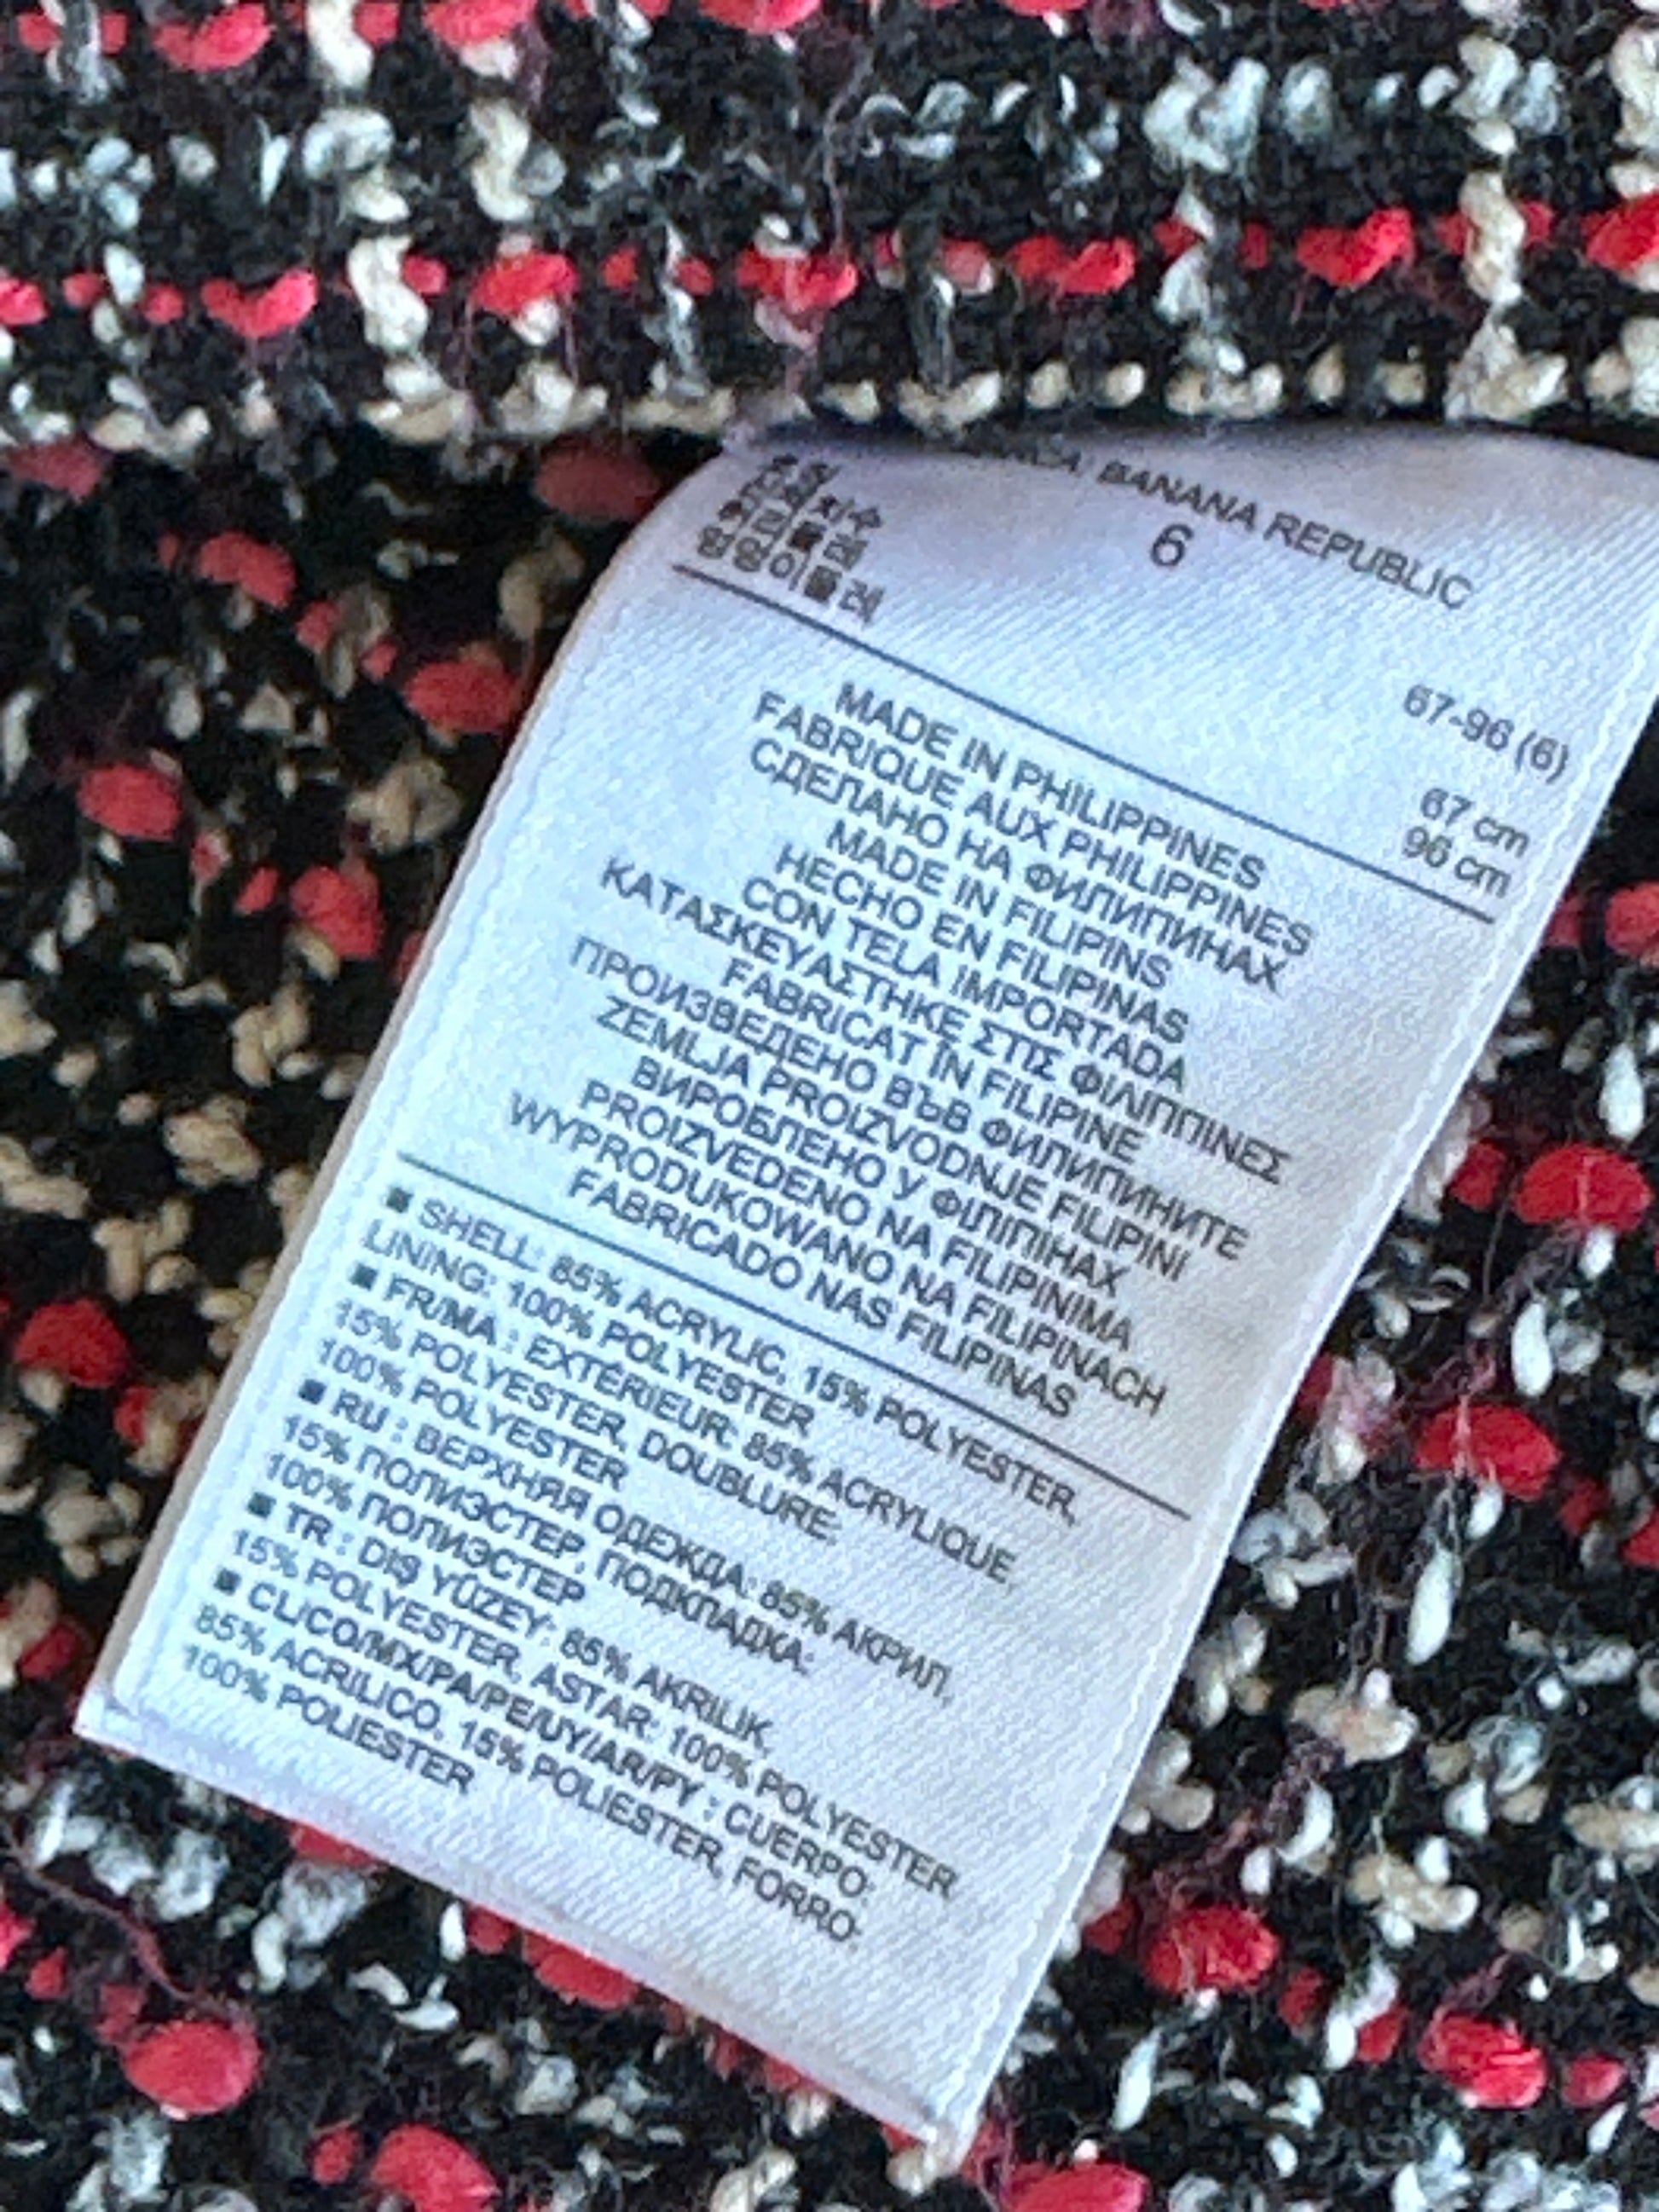 BANANA REPUBLIC
6
67-96 (6)
67 cm
96 cm
MADE IN PHILIPPINES
FABRIQUE AUX PHILIPPINES
СДЕЛАНО НА ФИЛИПИНАХ
MADE IN FILIPINS
HECHO EN FILIPINAS
CON TELA IMPORTADA
ΚΑΤΑΣΚΕΥΑΣΤΗΚΕ ΣΤΙΣ ΦΙΛΙΠΠΙΝΕΣ
FABRICAT ÎN FILIPINE
ПРОИЗВЕДЕНО ВЪВ ФИЛИПИНИТЕ
ZEMLJA PROIZVODNJE FILIPINI
ВИРОБЛЕНО У ФІЛІПІНАХ
PROIZVEDENO NA FILIPINIMA
WYPRODUKOWANO NA FILIPINACH
FABRICADO NAS FILIPINAS
■ SHELL: 85% ACRYLIC, 15% POLYESTER,
LINING: 100% POLYESTER
■ FR/MA : EXTÉRIEUR: 85% ACRYLIQUE,
15% POLYESTER, DOUBLURE:
100% POLYESTER
■ RU : ВЕРХНЯЯ ОДЕЖДА: 85% АКРИЛ,
15% ПОЛИЭСТЕР, ПОДКЛАДКА:
100% ПОЛИЭСТЕР
■ TR : DIŞ YÜZEY: 85% AKRILIK,
15% POLYESTER, ASTAR: 100% POLYESTER
■ CL/CO/MX/PA/PE/UY/AR/PY : CUERPO:
85% ACRILICO, 15% POLIESTER, FORRO:
100% POLIESTER